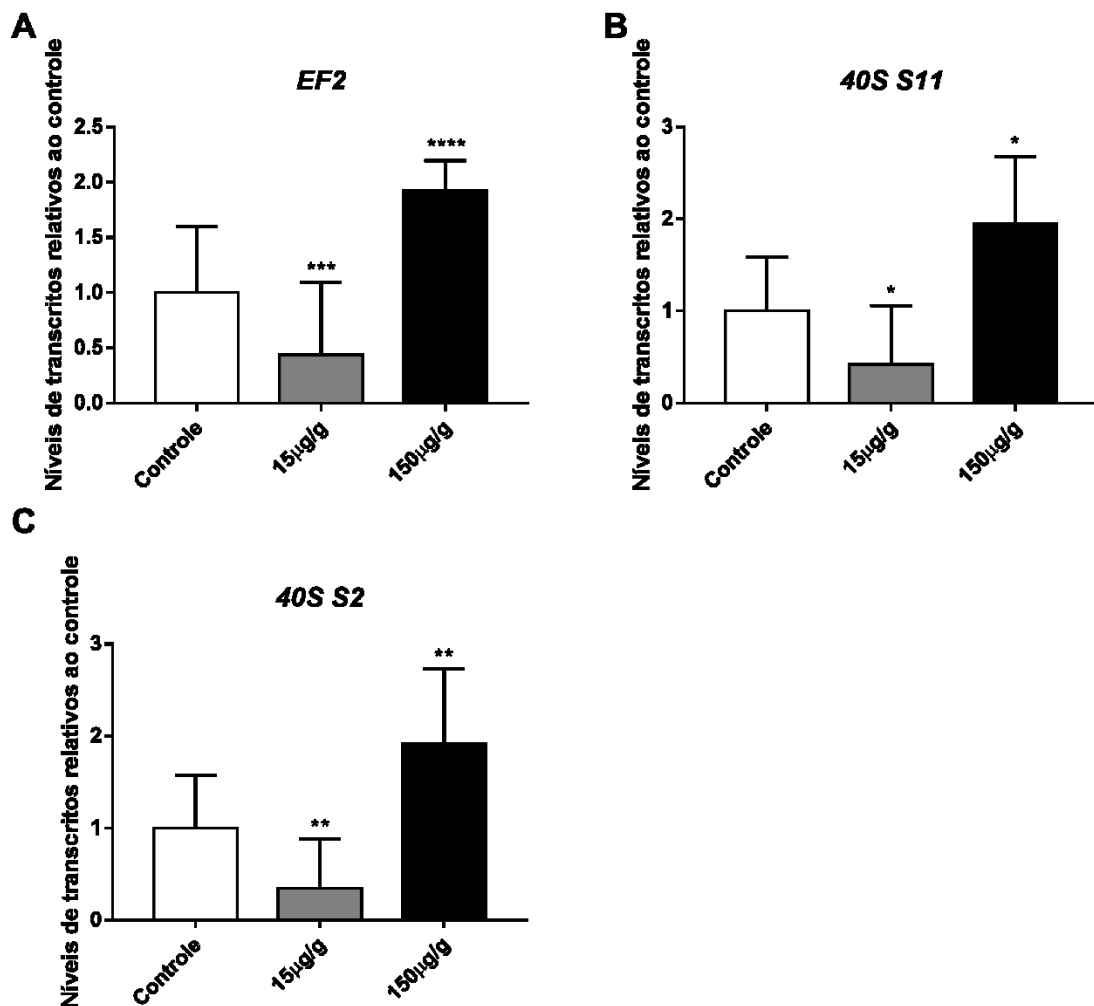 A
EF2
Níveis de transcritos relativos ao controle
2.5
2.0
1.5
1.0
0.5
0.0
***
****
Controle
15µg/g
150µg/g
B
40S S11
Níveis de transcritos relativos ao controle
3
2
1
0
*
*
Controle
15µg/g
150µg/g
C
40S S2
Níveis de transcritos relativos ao controle
3
2
1
0
**
**
Controle
15µg/g
150µg/g